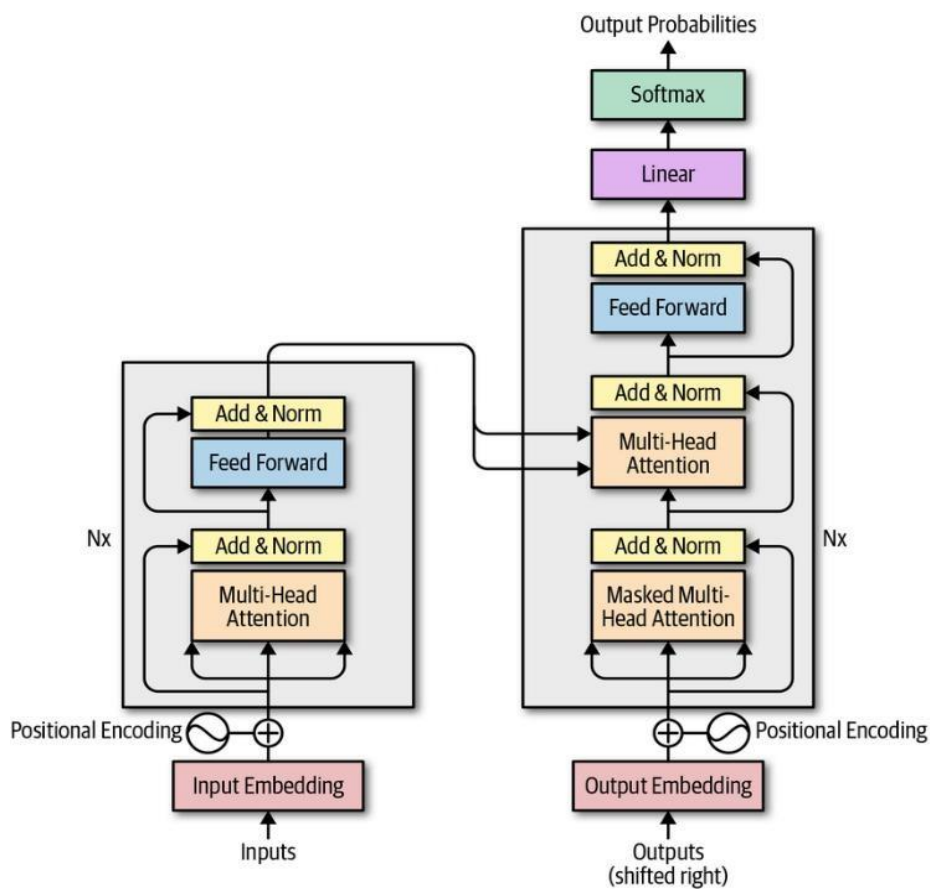 Output Probabilities
Softmax
Linear
Add & Norm
Feed Forward
Add & Norm
Multi-Head
Attention
Add & Norm
Masked Multi-
Head Attention
Nx
Positional Encoding
Output Embedding
Outputs
(shifted right)
Add & Norm
Feed Forward
Nx
Add & Norm
Multi-Head
Attention
Positional Encoding
Input Embedding
Inputs